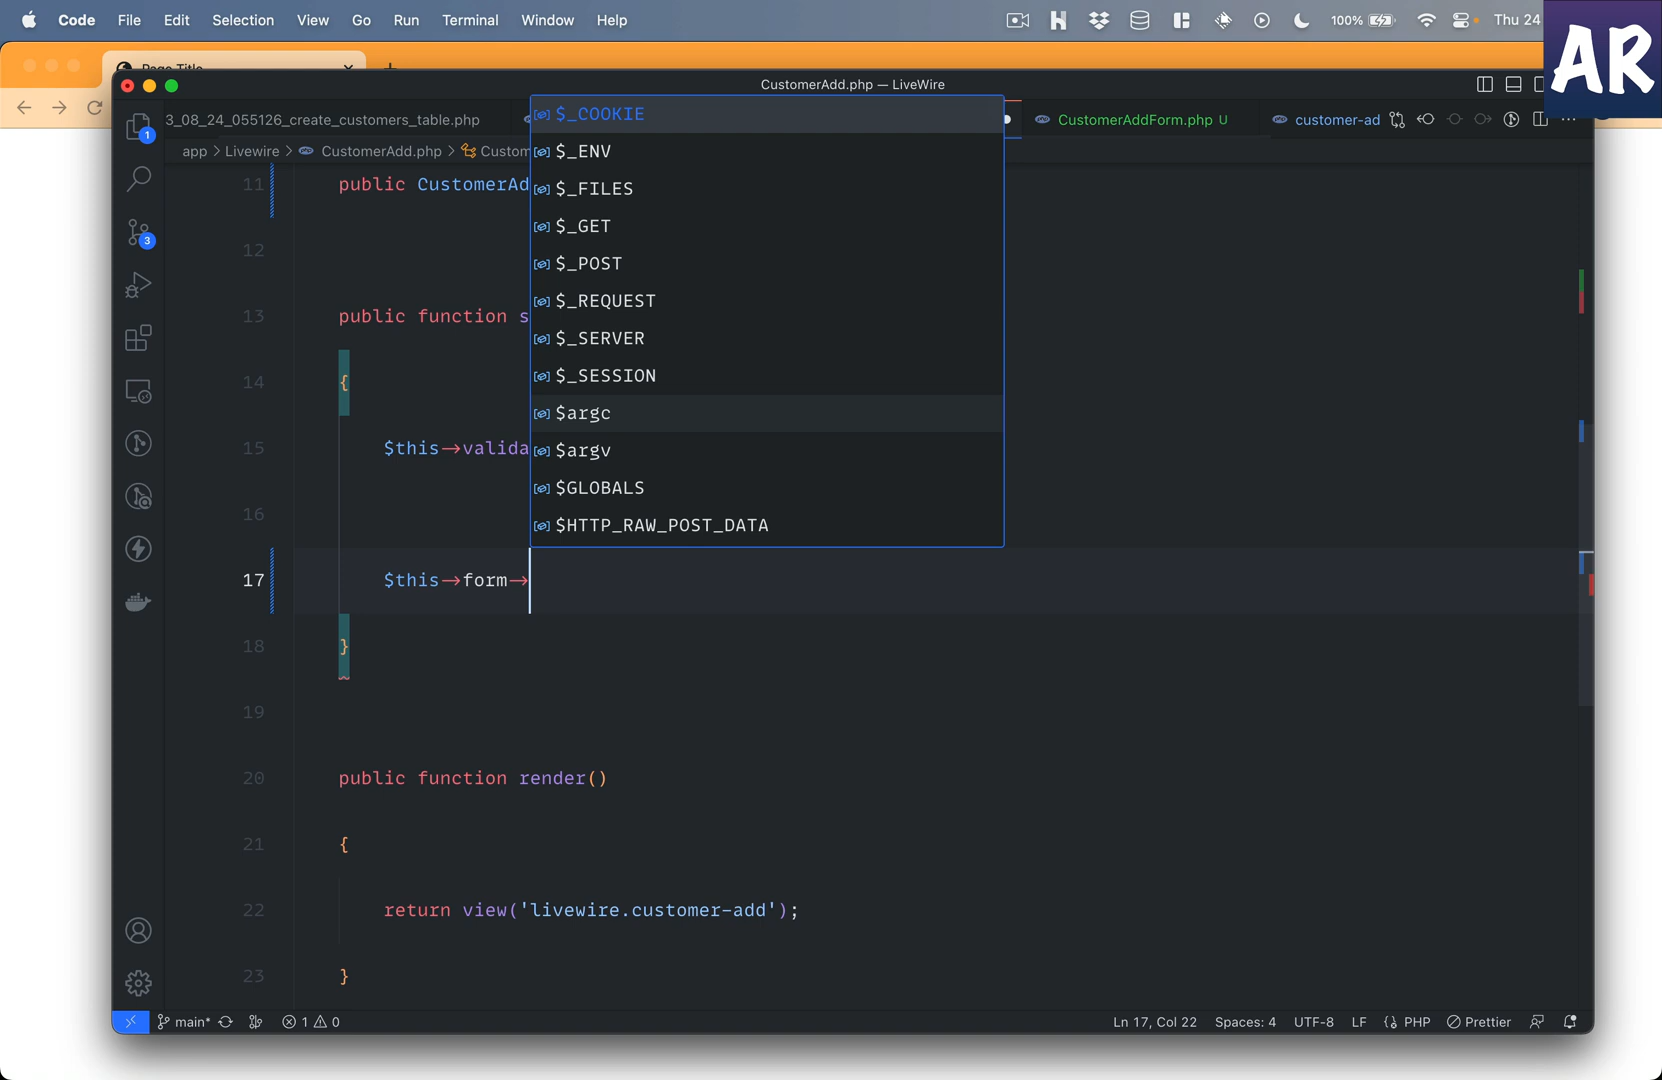 Code File Edit Selection View Go Run Terminal Window Help 100% Thu 24
AR
Page Title
CustomerAdd.php — LiveWire
3_08_24_055126_create_customers_table.php CustomerAddForm.php U customer-ad
app > Livewire > CustomerAdd.php > Custom
11 public CustomerAd
12
13 public function s
14 {
15 $this->valida
16
17 $this->form->
18 }
19
20 public function render()
21 {
22 return view('livewire.customer-add');
23 }
$_COOKIE
$_ENV
$_FILES
$_GET
$_POST
$_REQUEST
$_SERVER
$_SESSION
$argc
$argv
$GLOBALS
$HTTP_RAW_POST_DATA
1
3
main* 1 0 Ln 17, Col 22 Spaces: 4 UTF-8 LF PHP Prettier